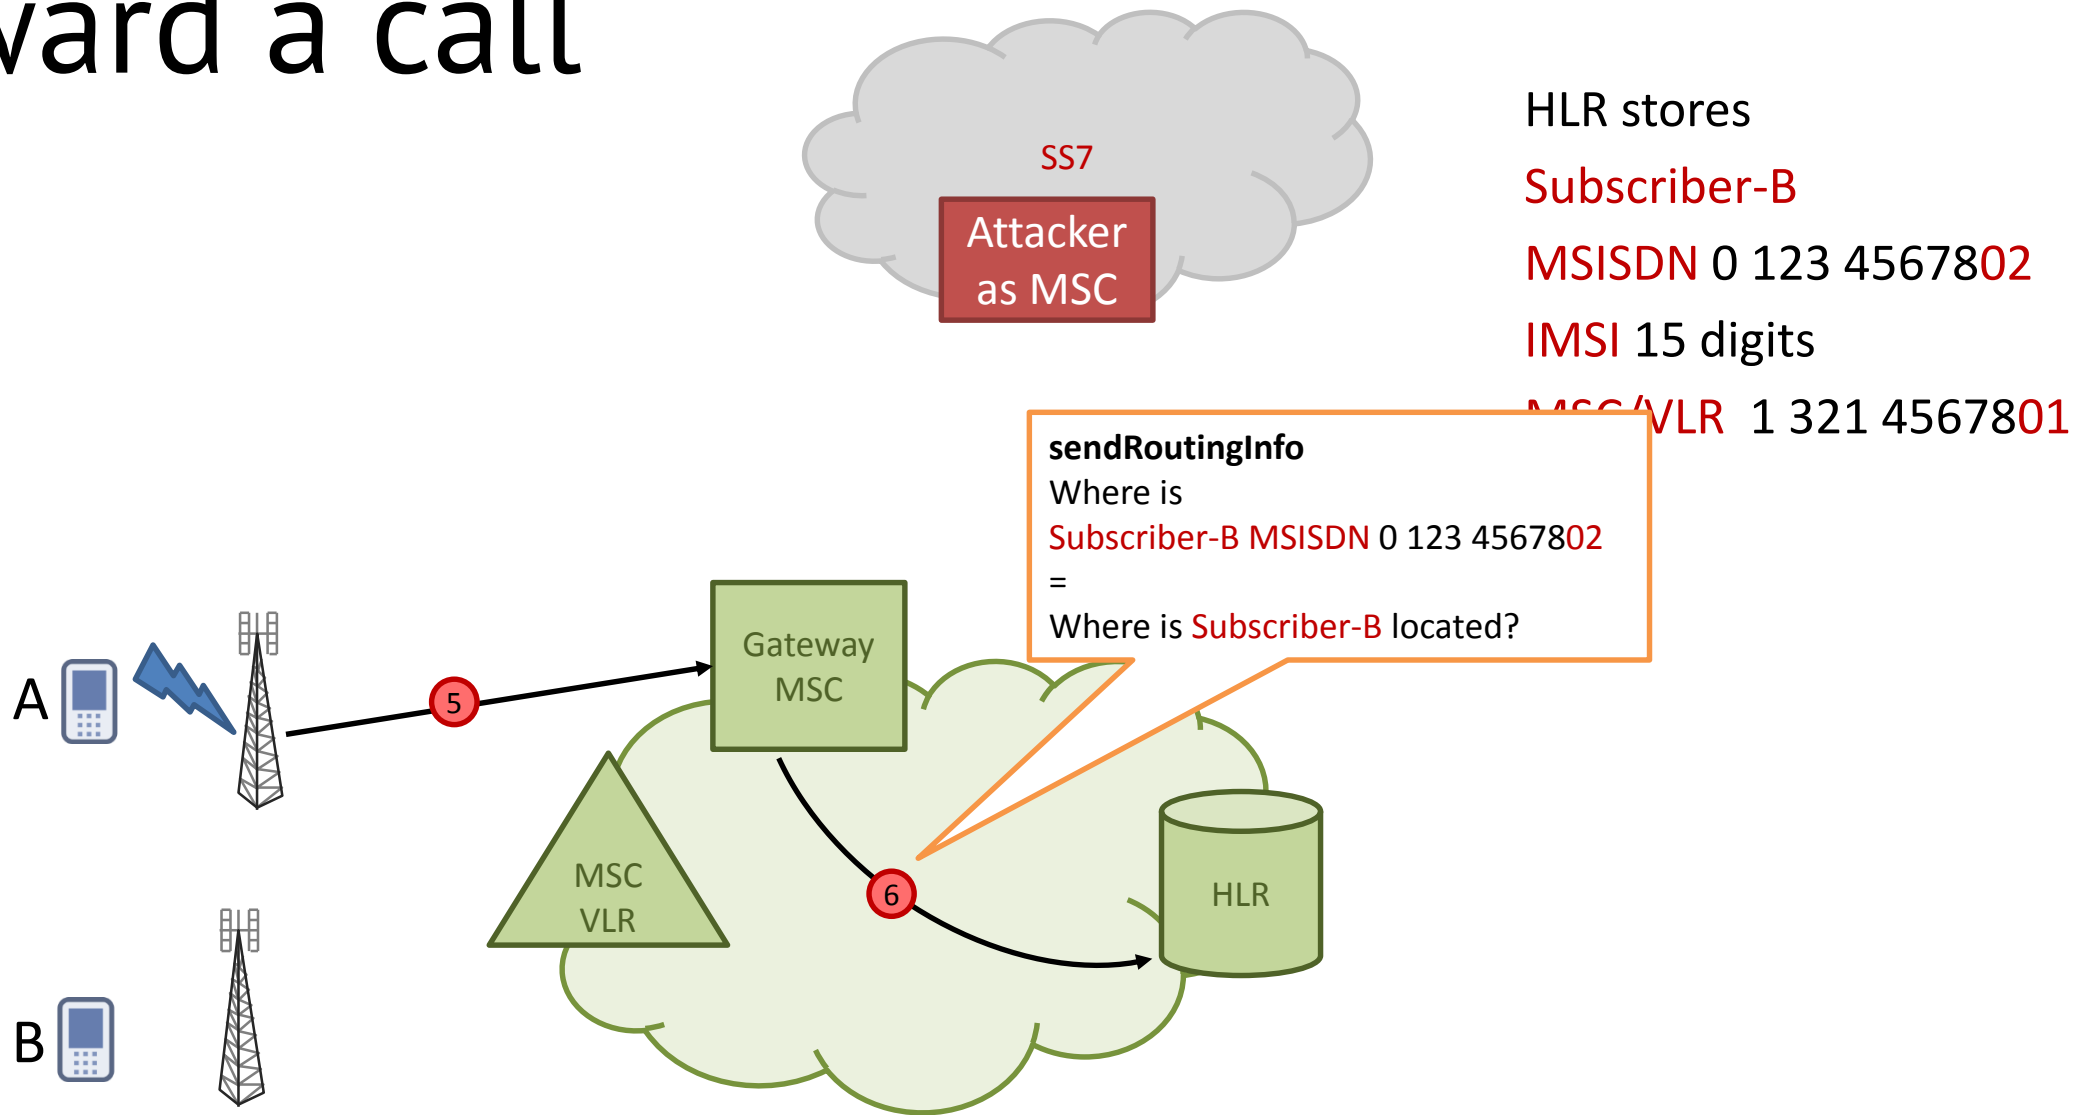 ward a call
SS7
Attacker
as MSC
HLR stores
Subscriber-B
MSISDN 0 123 4567802
IMSI 15 digits
MSC/VLR 1 321 4567801
sendRoutingInfo
Where is
Subscriber-B MSISDN 0 123 4567802
=
Where is Subscriber-B located?
Gateway
MSC
A
5
MSC
VLR
6
HLR
B